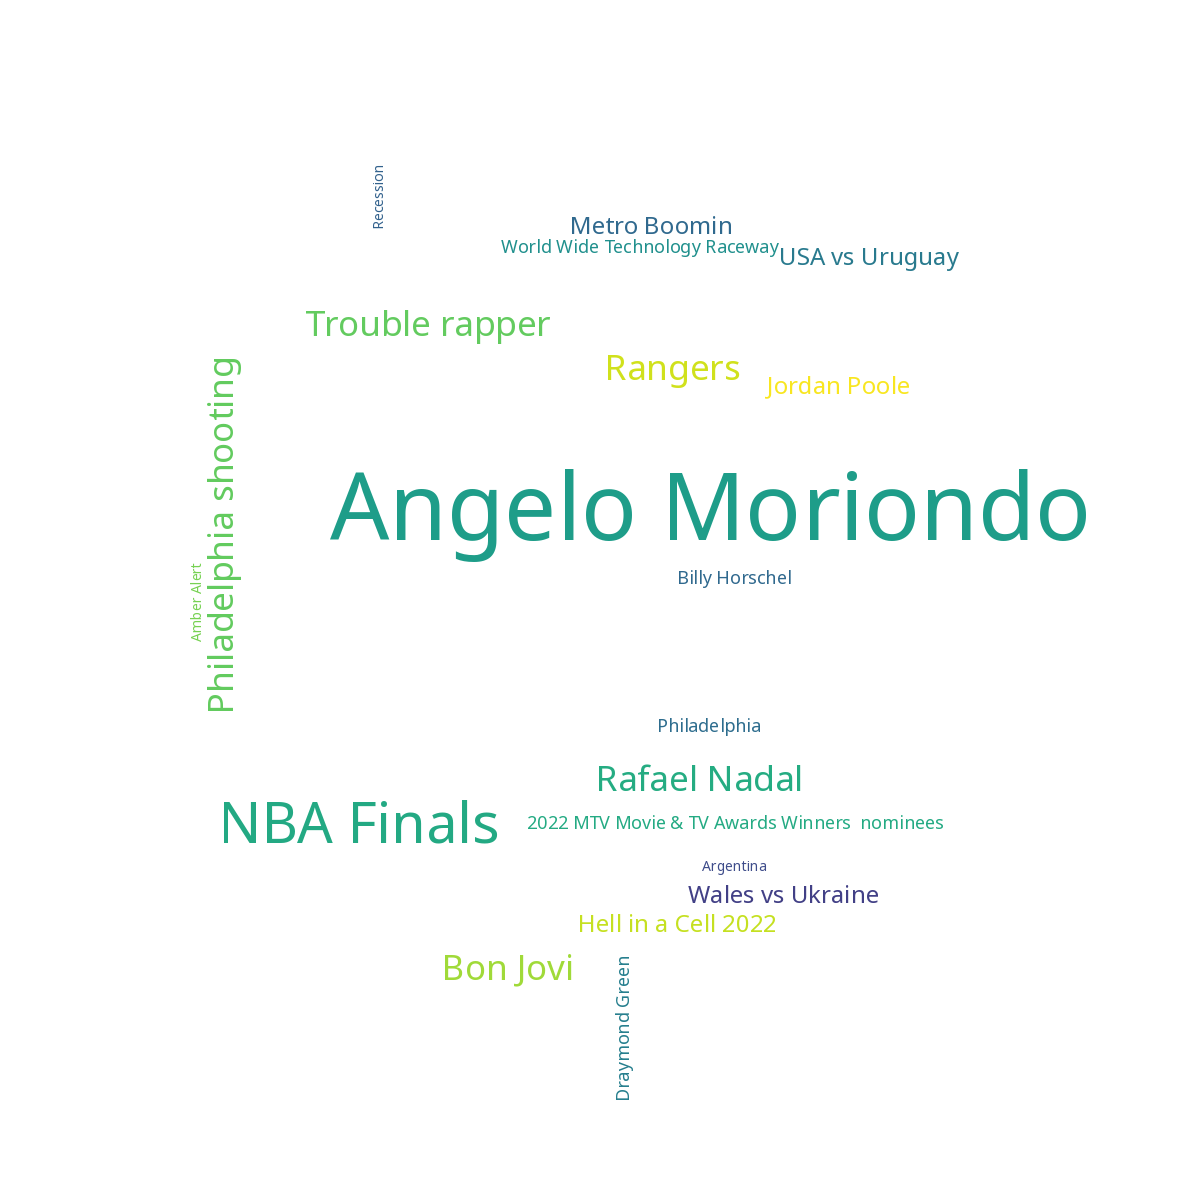 Recession
Metro Boomin
World Wide Technology Raceway
USA vs Uruguay
Trouble rapper
Rangers
Jordan Poole
Philadelphia shooting
Angelo Moriondo
Amber Alert
Billy Horschel
Philadelphia
Rafael Nadal
NBA Finals
2022 MTV Movie & TV Awards Winners  nominees
Argentina
Wales vs Ukraine
Hell in a Cell 2022
Bon Jovi
Draymond Green